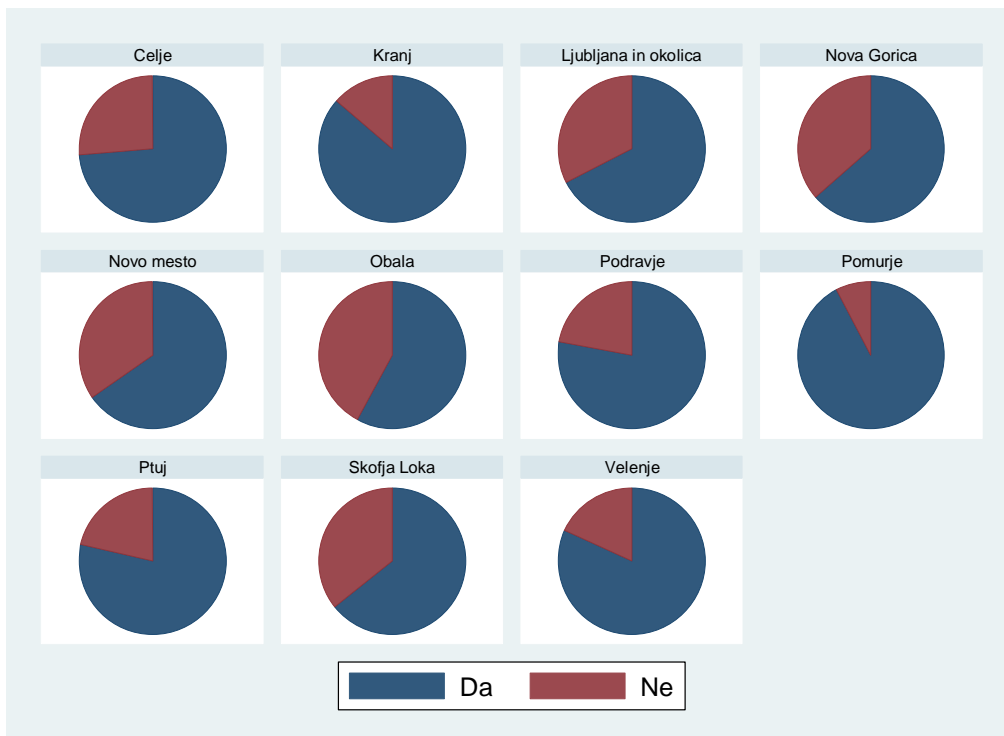 Celje
Kranj
Ljubljana in okolica
Nova Gorica
Novo mesto
Obala
Podravje
Pomurje
Ptuj
Skofja Loka
Velenje
Da
Ne